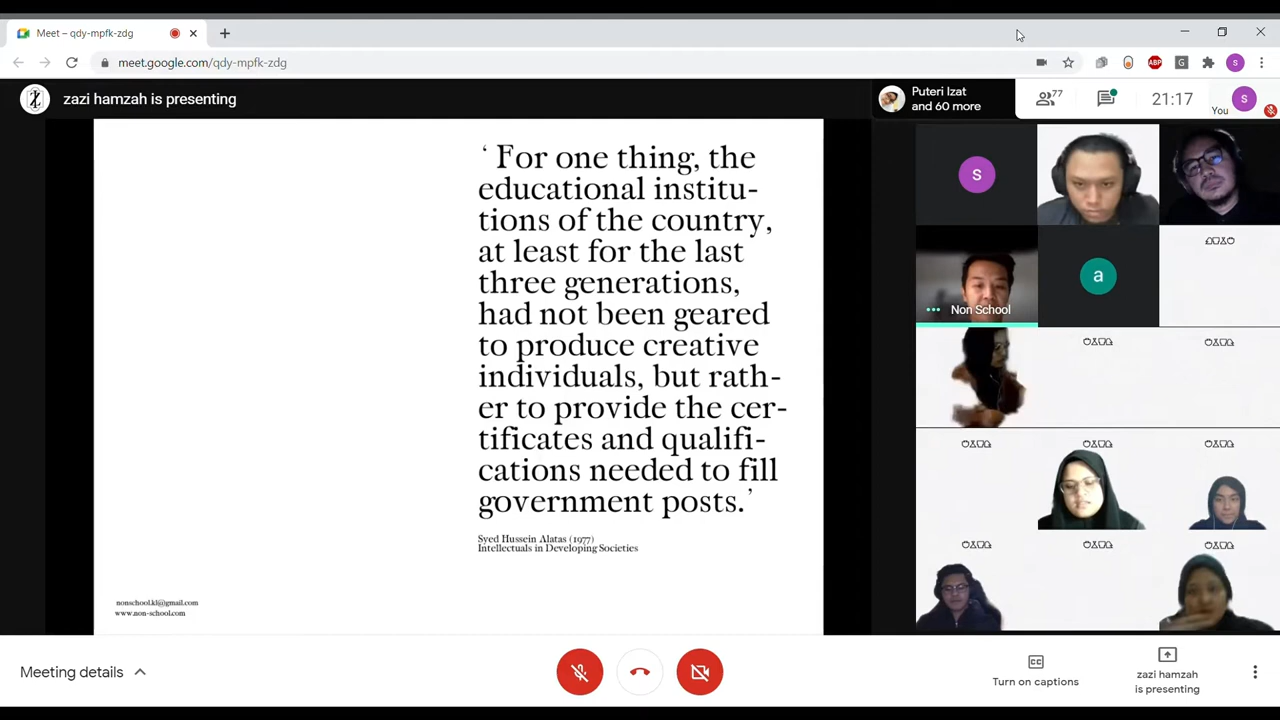 Meet – qdy-mpfk-zdg
meet.google.com/qdy-mpfk-zdg
ABP
G
S
zazi hamzah is presenting
Puteri Izat
and 60 more
77
21:17
You
S
‘ For one thing, the
educational institu-
tions of the country,
at least for the last
three generations,
had not been geared
to produce creative
individuals, but rath-
er to provide the cer-
tificates and qualifi-
cations needed to fill
government posts.’
Syed Hussein Alatas (1977)
Intellectuals in Developing Societies
nonschool.kl@gmail.com
www.non-school.com
S
a
Non School
Meeting details
CC
Turn on captions
zazi hamzah
is presenting